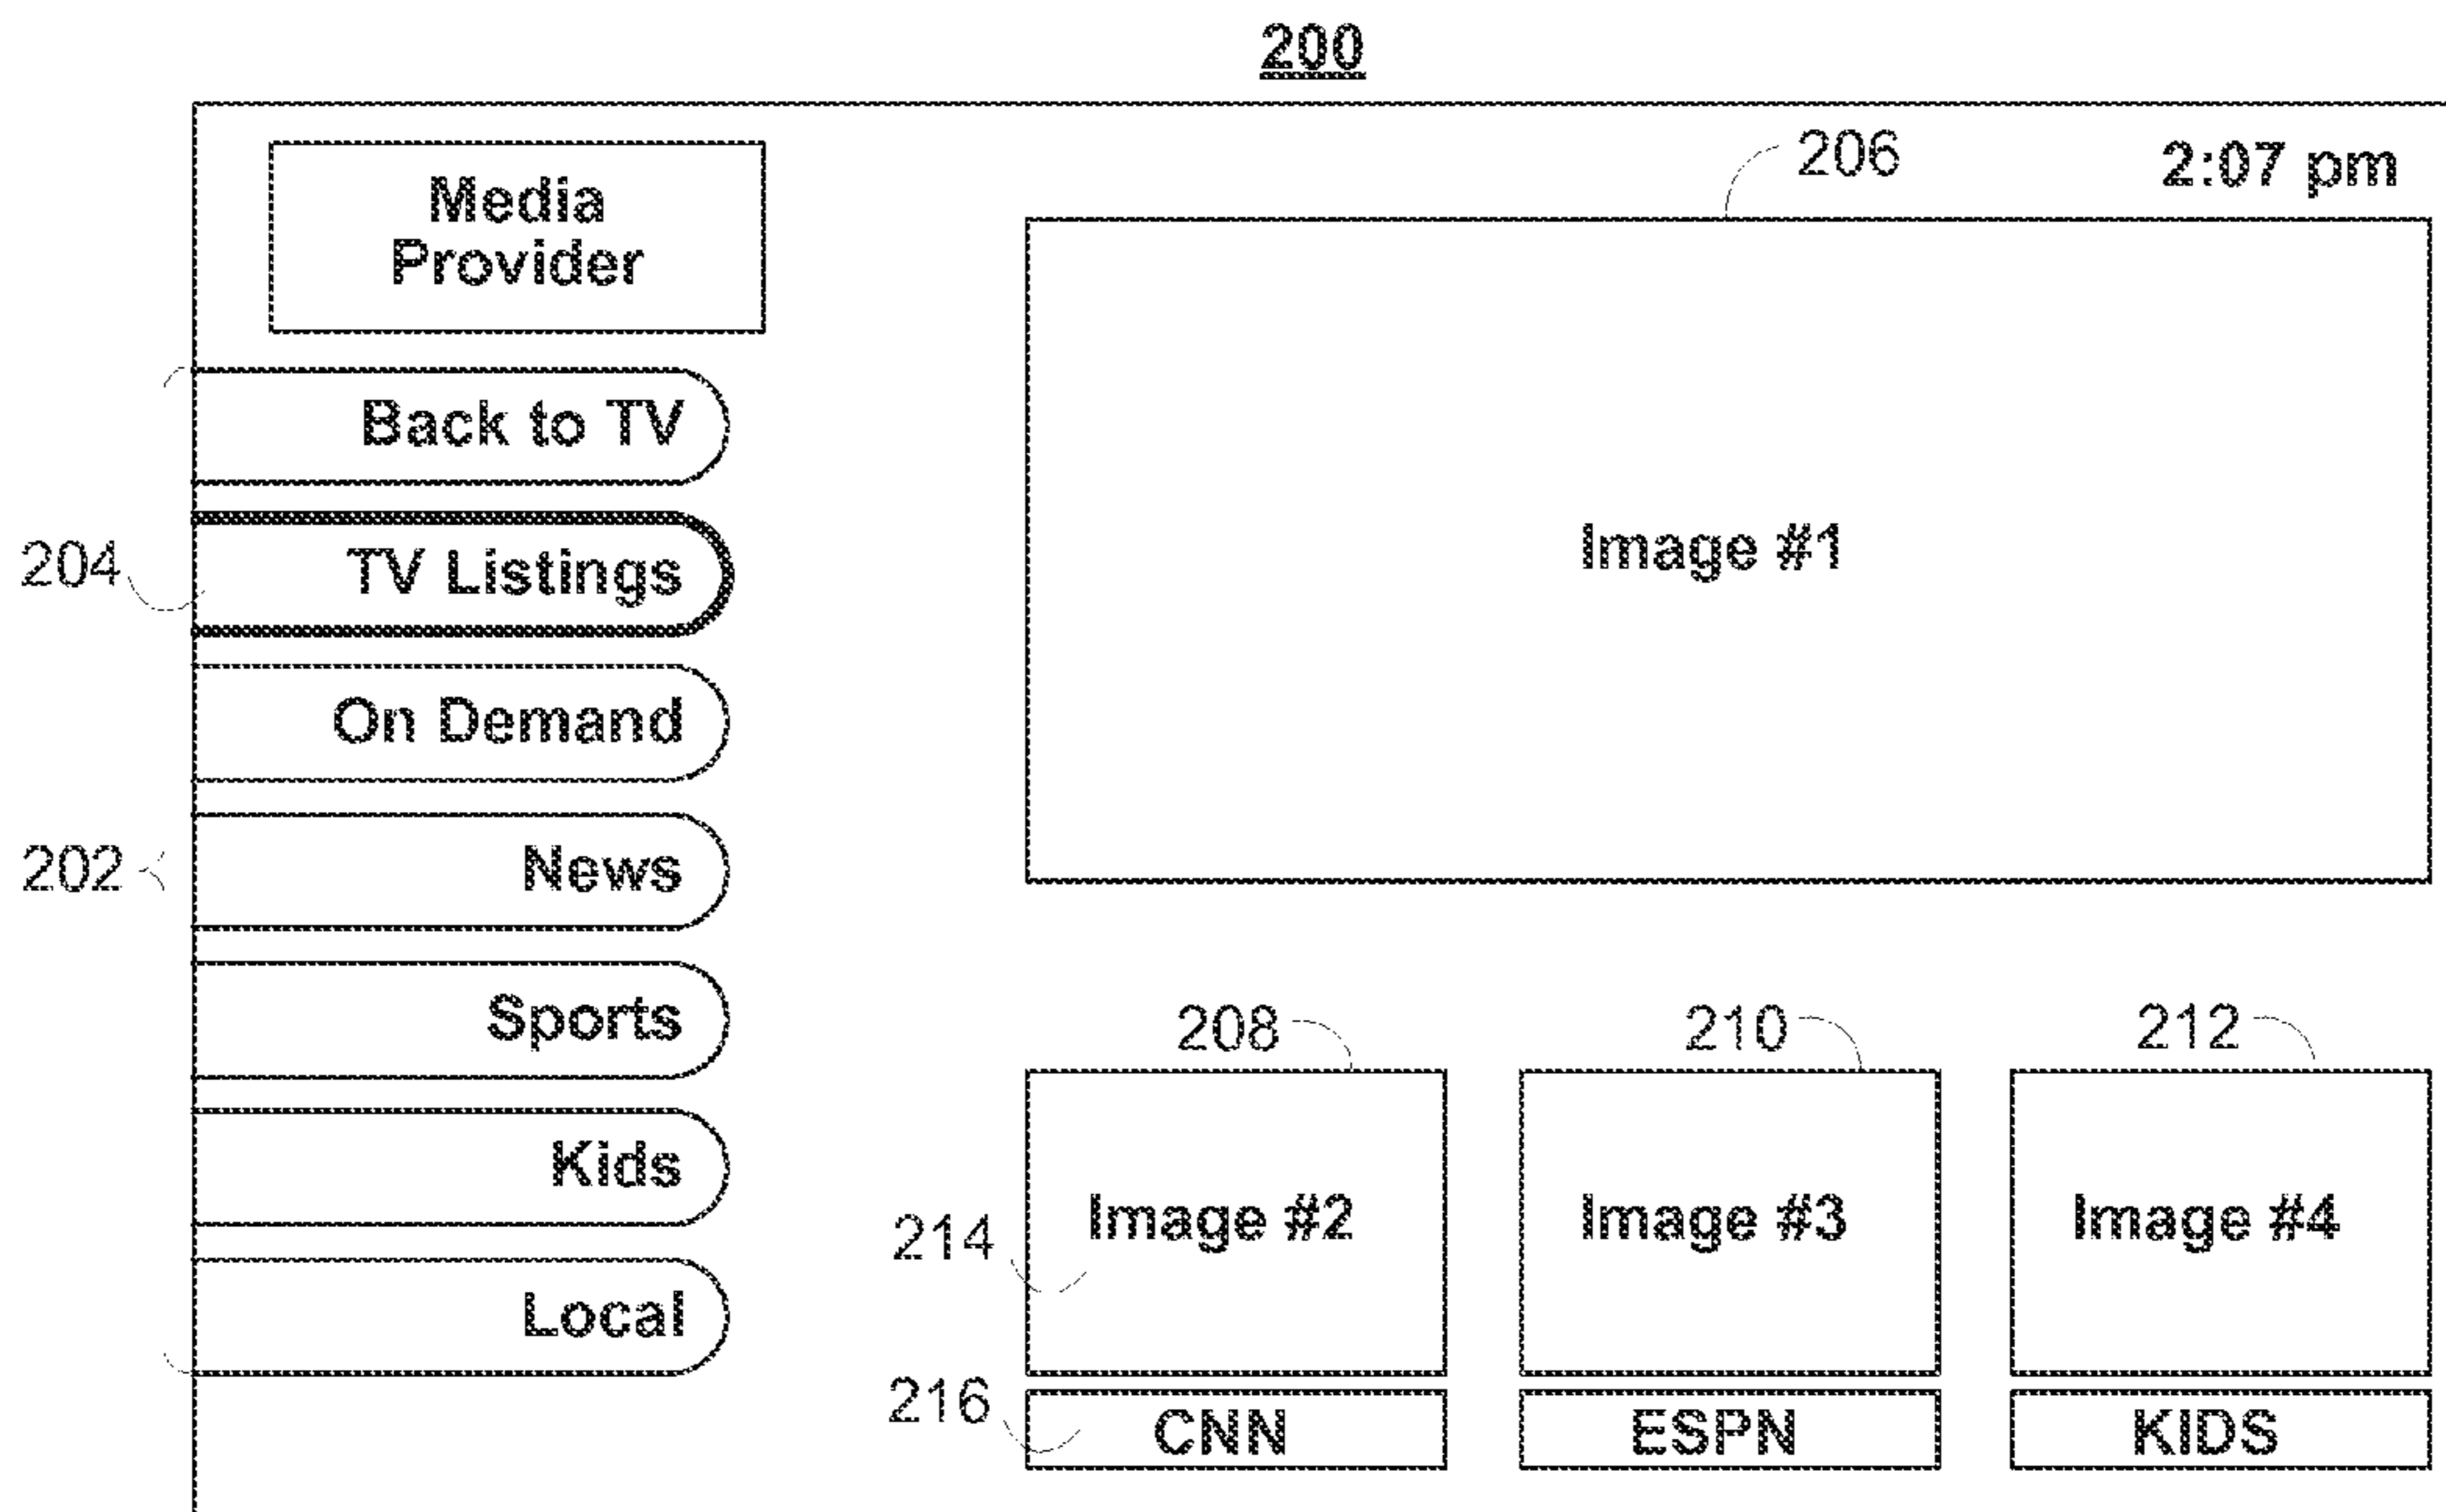 200
206
2:07 pm
Media
Provider
Back to TV
204
TV Listings
Image #1
On Demand
202
News
Sports
208
210
212
Kids
214
Image #2
Image #3
Image #4
Local
216
CNN
ESPN
KIDS